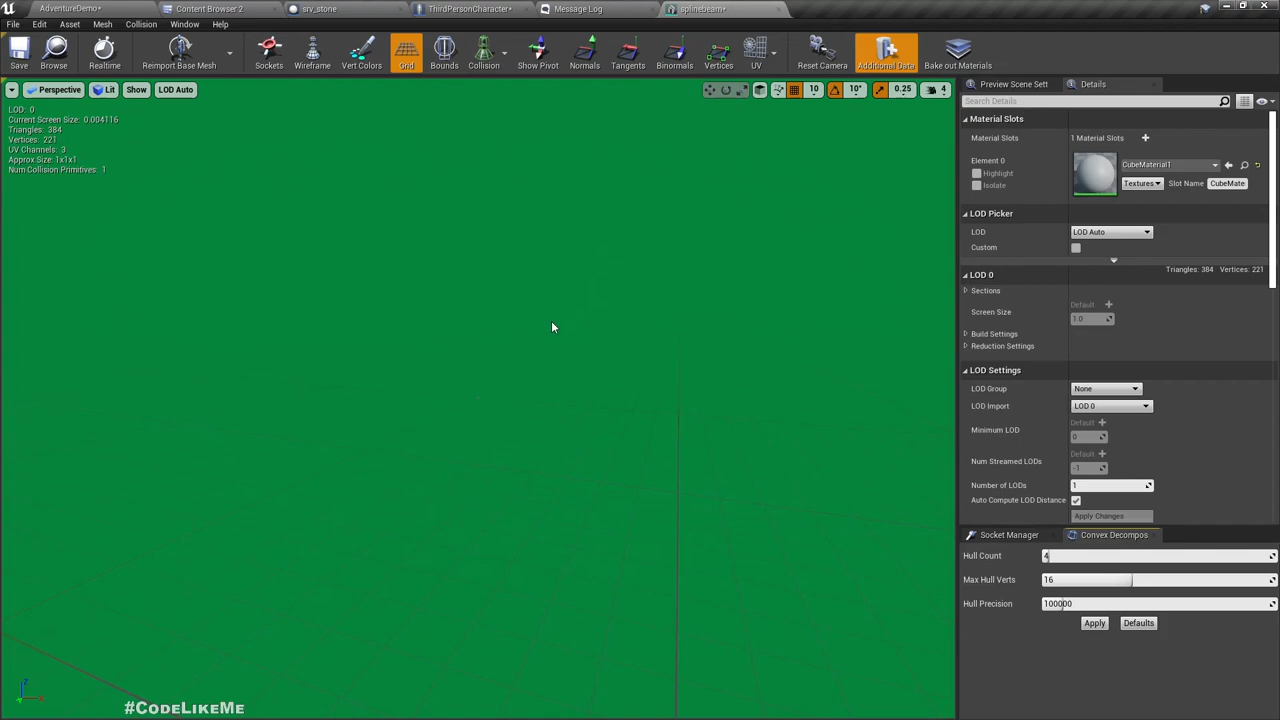 AdventureDemo*
Content Browser 2
srv_stone
ThirdPersonCharacter*
Message Log
splinebeam*
File
Edit
Asset
Mesh
Collision
Window
Help
Save
Browse
Realtime
Reimport Base Mesh
Sockets
Wireframe
Vert Colors
Grid
Bounds
Collision
Show Pivot
Normals
Tangents
Binormals
Vertices
UV
Reset Camera
Additional Data
Bake out Materials
Perspective
Lit
Show
LOD Auto
10
10°
0.25
4
LOD: 0
Current Screen Size: 0.004116
Triangles: 384
Vertices: 221
UV Channels: 3
Approx Size: 1x1x1
Num Collision Primitives: 1
#CodeLikeMe
Preview Scene Sett
Details
Search Details
Material Slots
Material Slots
1 Material Slots
Element 0
Highlight
Isolate
CubeMaterial1
Textures
Slot Name
CubeMate
LOD Picker
LOD
LOD Auto
Custom
LOD 0
Triangles: 384 Vertices: 221
Sections
Screen Size
Default
1.0
Build Settings
Reduction Settings
LOD Settings
LOD Group
None
LOD Import
LOD 0
Minimum LOD
Default
0
Num Streamed LODs
Default
-1
Number of LODs
1
Auto Compute LOD Distance
Apply Changes
Socket Manager
Convex Decompos
Hull Count
4
Max Hull Verts
16
Hull Precision
100000
Apply
Defaults